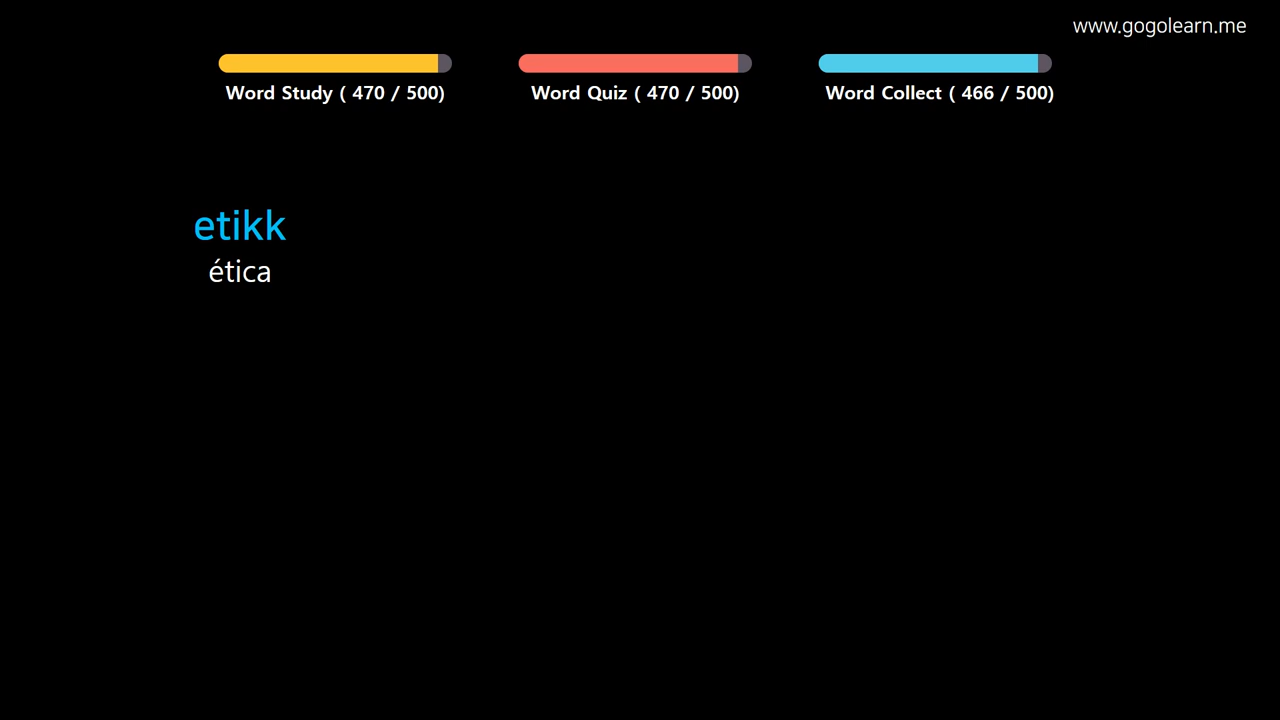 www.gogolearn.me
Word Study ( 470 / 500)
Word Quiz ( 470 / 500)
Word Collect ( 466 / 500)
etikk
ética